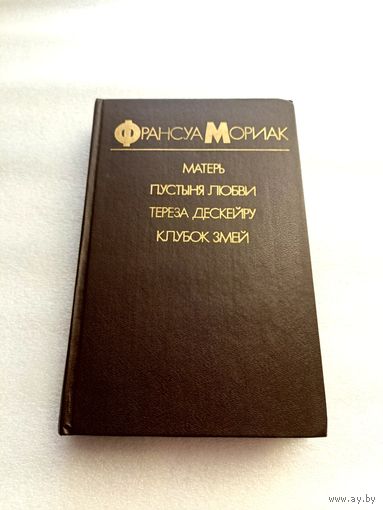 ФРАНСУА МОРИАК
МАТЕРЬ
ПУСТЫНЯ ЛЮБВИ
ТЕРЕЗА ДЕСКЕЙРУ
КЛУБОК ЗМЕЙ
www.ay.by